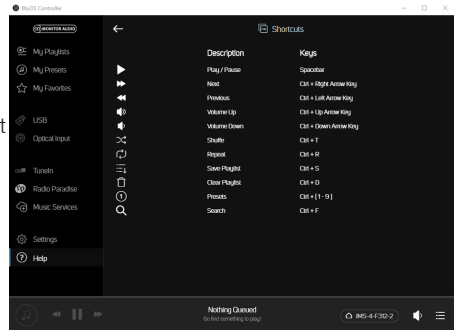 BluOS Controller
MONITOR AUDIO
Shortcuts
My Playlists
My Presets
My Favorites
USB
Optical Input
TuneIn
Radio Paradise
Music Services
Settings
Help
Description Keys
Play / Pause Spacebar
Next Ctrl + Right Arrow Key
Previous Ctrl + Left Arrow Key
Volume Up Ctrl + Up Arrow Key
Volume Down Ctrl + Down Arrow Key
Shuffle Ctrl + T
Repeat Ctrl + R
Save Playlist Ctrl + S
Clear Playlist Ctrl + D
1 Presets Ctrl + [1 - 9]
Search Ctrl + F
t
Nothing Queued
Go find something to play!
IMS-4-F312-2